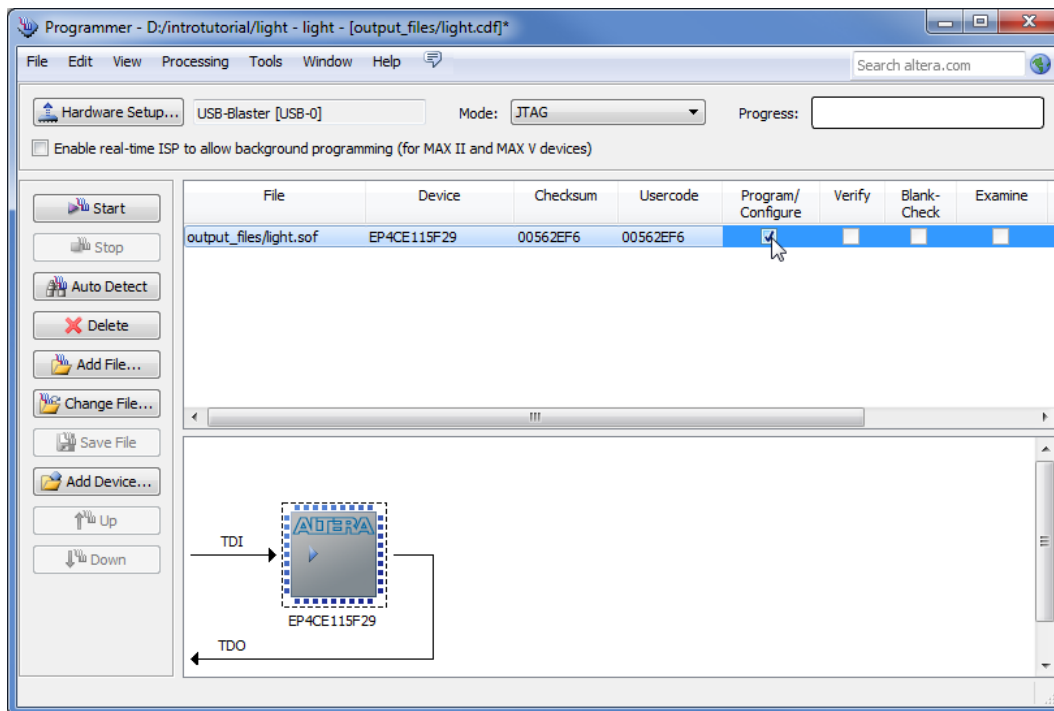 Programmer - D:/introtutorial/light - light - [output_files/light.cdf]*
File Edit View Processing Tools Window Help
Search altera.com
Hardware Setup... USB-Blaster [USB-0] Mode: JTAG Progress:
Enable real-time ISP to allow background programming (for MAX II and MAX V devices)
Start
Stop
Auto Detect
Delete
Add File...
Change File...
Save File
Add Device...
Up
Down
File Device Checksum Usercode Program/ Verify Blank- Examine
Configure Check
output_files/light.sof EP4CE115F29 00562EF6 00562EF6
TDI
ALTERA
EP4CE115F29
TDO